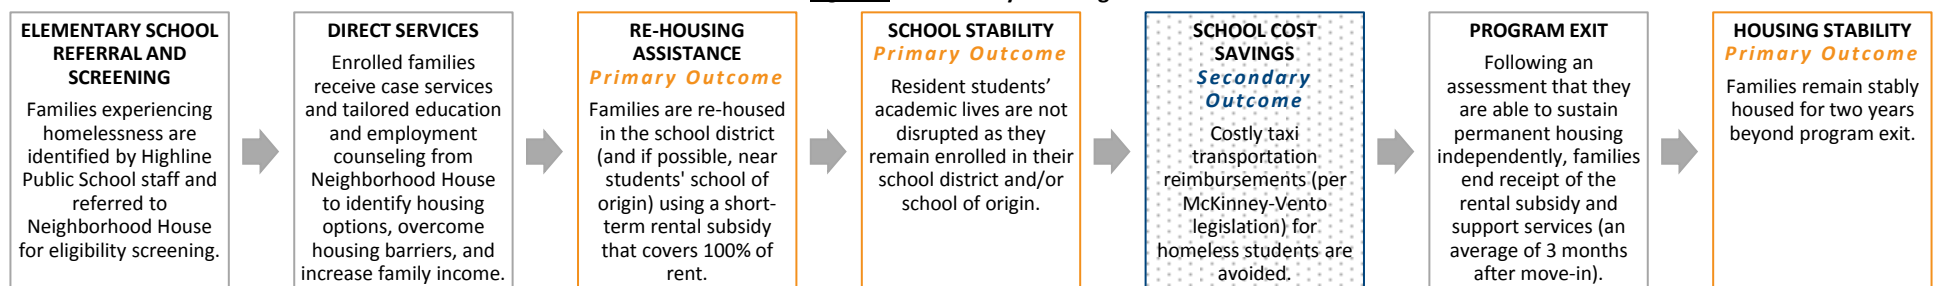 ELEMENTARY SCHOOL
REFERRAL AND
SCREENING
Families experiencing
homelessness are
identified by Highline
Public School staff and
referred to
Neighborhood House
for eligibility screening.
DIRECT SERVICES
Enrolled families
receive case services
and tailored education
and employment
counseling from
Neighborhood House
to identify housing
options, overcome
housing barriers, and
increase family income.
RE-HOUSING
ASSISTANCE
Primary Outcome
Families are re-housed
in the school district
(and if possible, near
students' school of
origin) using a short-
term rental subsidy
that covers 100% of
rent.
SCHOOL STABILITY
Primary Outcome
Resident students’
academic lives are not
disrupted as they
remain enrolled in their
school district and/or
school of origin.
SCHOOL COST
SAVINGS
Secondary
Outcome
Costly taxi
transportation
reimbursements (per
McKinney-Vento
legislation) for
homeless students are
avoided.
PROGRAM EXIT
Following an
assessment that they
are able to sustain
permanent housing
independently, families
end receipt of the
rental subsidy and
support services (an
average of 3 months
after move-in).
HOUSING STABILITY
Primary Outcome
Families remain stably
housed for two years
beyond program exit.